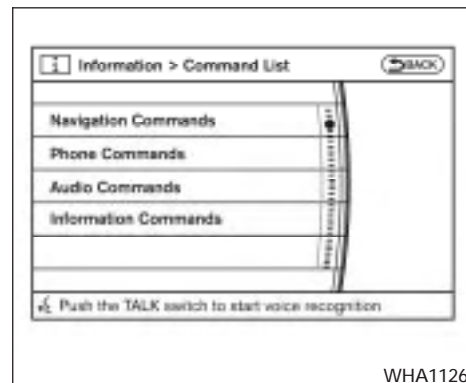 i Information > Command List BACK
Navigation Commands
Phone Commands
Audio Commands
Information Commands
Push the TALK switch to start voice recognition
WHA1126